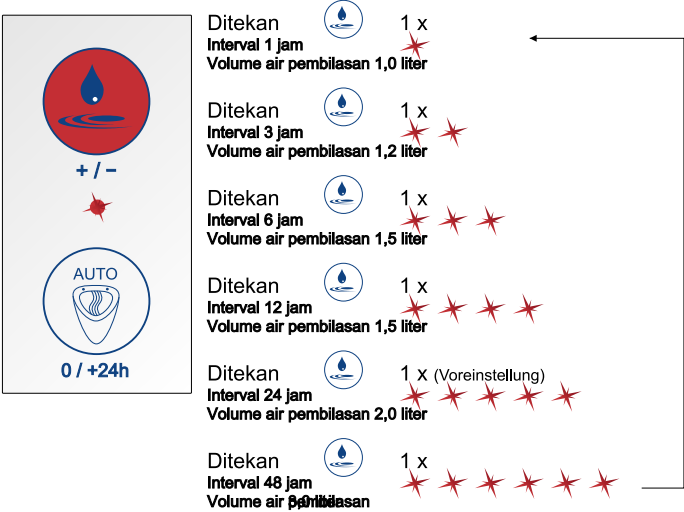 + / −
AUTO
0 / +24h
Ditekan 1 x
Interval 1 jam
Volume air pembilasan 1,0 liter
Ditekan 1 x
Interval 3 jam
Volume air pembilasan 1,2 liter
Ditekan 1 x
Interval 6 jam
Volume air pembilasan 1,5 liter
Ditekan 1 x
Interval 12 jam
Volume air pembilasan 1,5 liter
Ditekan 1 x (Voreinstellung)
Interval 24 jam
Volume air pembilasan 2,0 liter
Ditekan 1 x
Interval 48 jam
Volume air pembilasan